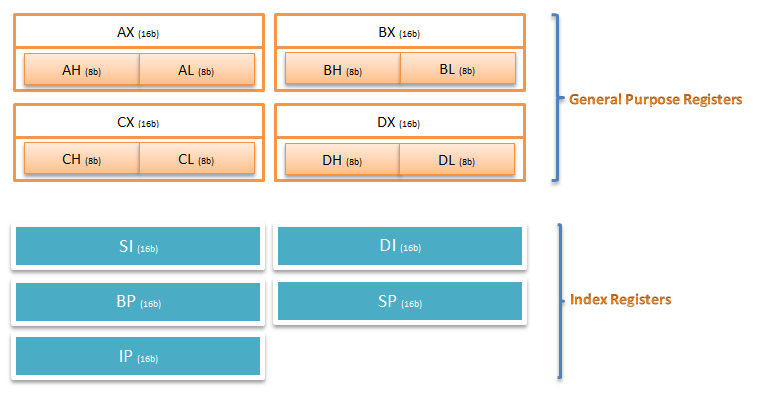 AX (16b)
BX (16b)
AH (8b) AL (8b)
BH (8b) BL (8b)
General Purpose Registers
CX (16b)
DX (16b)
CH (8b) CL (8b)
DH (8b) DL (8b)
SI (16b)
DI (16b)
BP (16b)
SP (16b)
Index Registers
IP (16b)